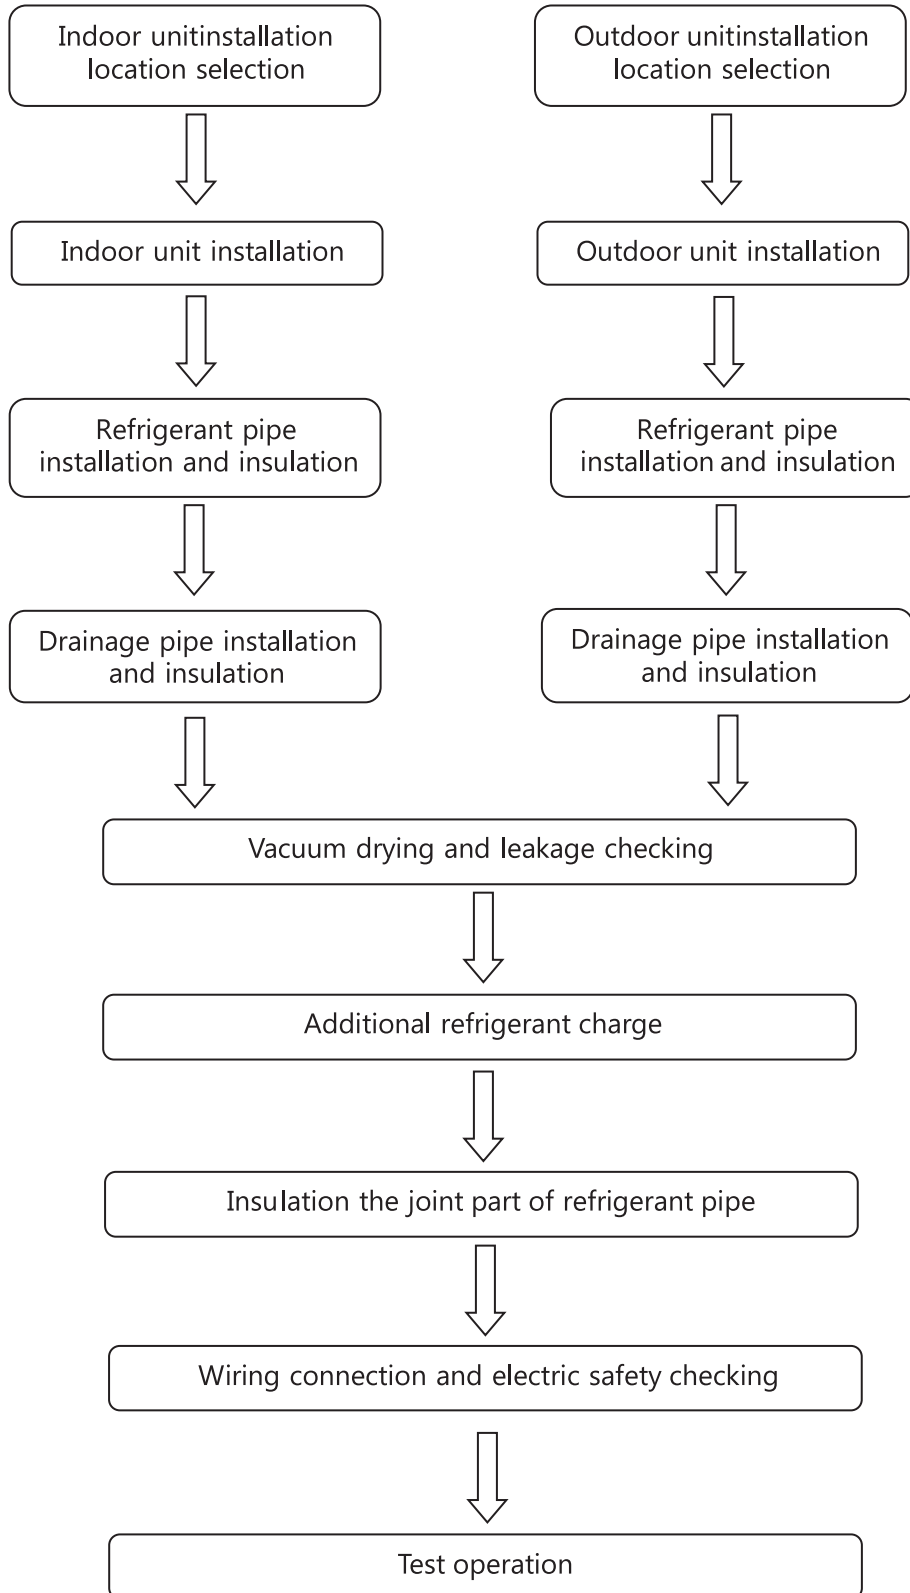 Indoor unitinstallation
location selection
Outdoor unitinstallation
location selection
Indoor unit installation
Outdoor unit installation
Refrigerant pipe
installation and insulation
Refrigerant pipe
installation and insulation
Drainage pipe installation
and insulation
Drainage pipe installation
and insulation
Vacuum drying and leakage checking
Additional refrigerant charge
Insulation the joint part of refrigerant pipe
Wiring connection and electric safety checking
Test operation